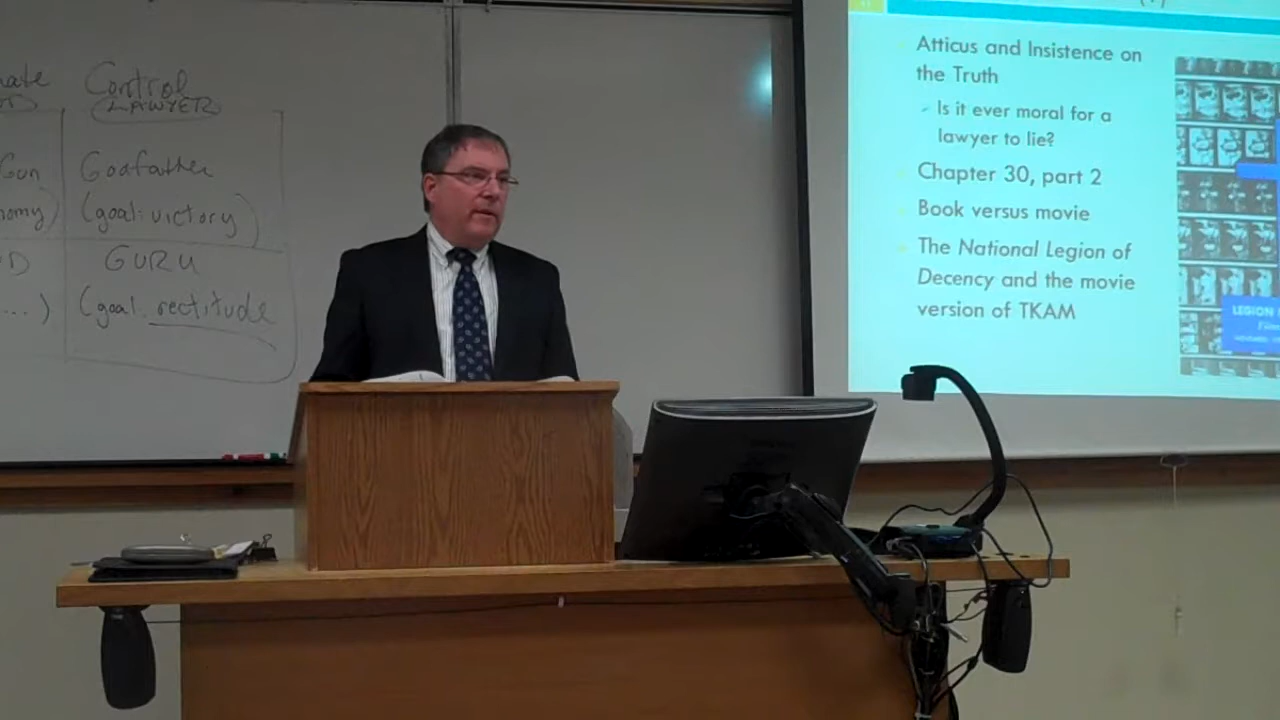 Control
LAWYER
Godfather
(goal: victory)
GURU
(goal: rectitude
Atticus and Insistence on
the Truth
Is it ever moral for a
lawyer to lie?
Chapter 30, part 2
Book versus movie
The National Legion of
Decency and the movie
version of TKAM
LEGION